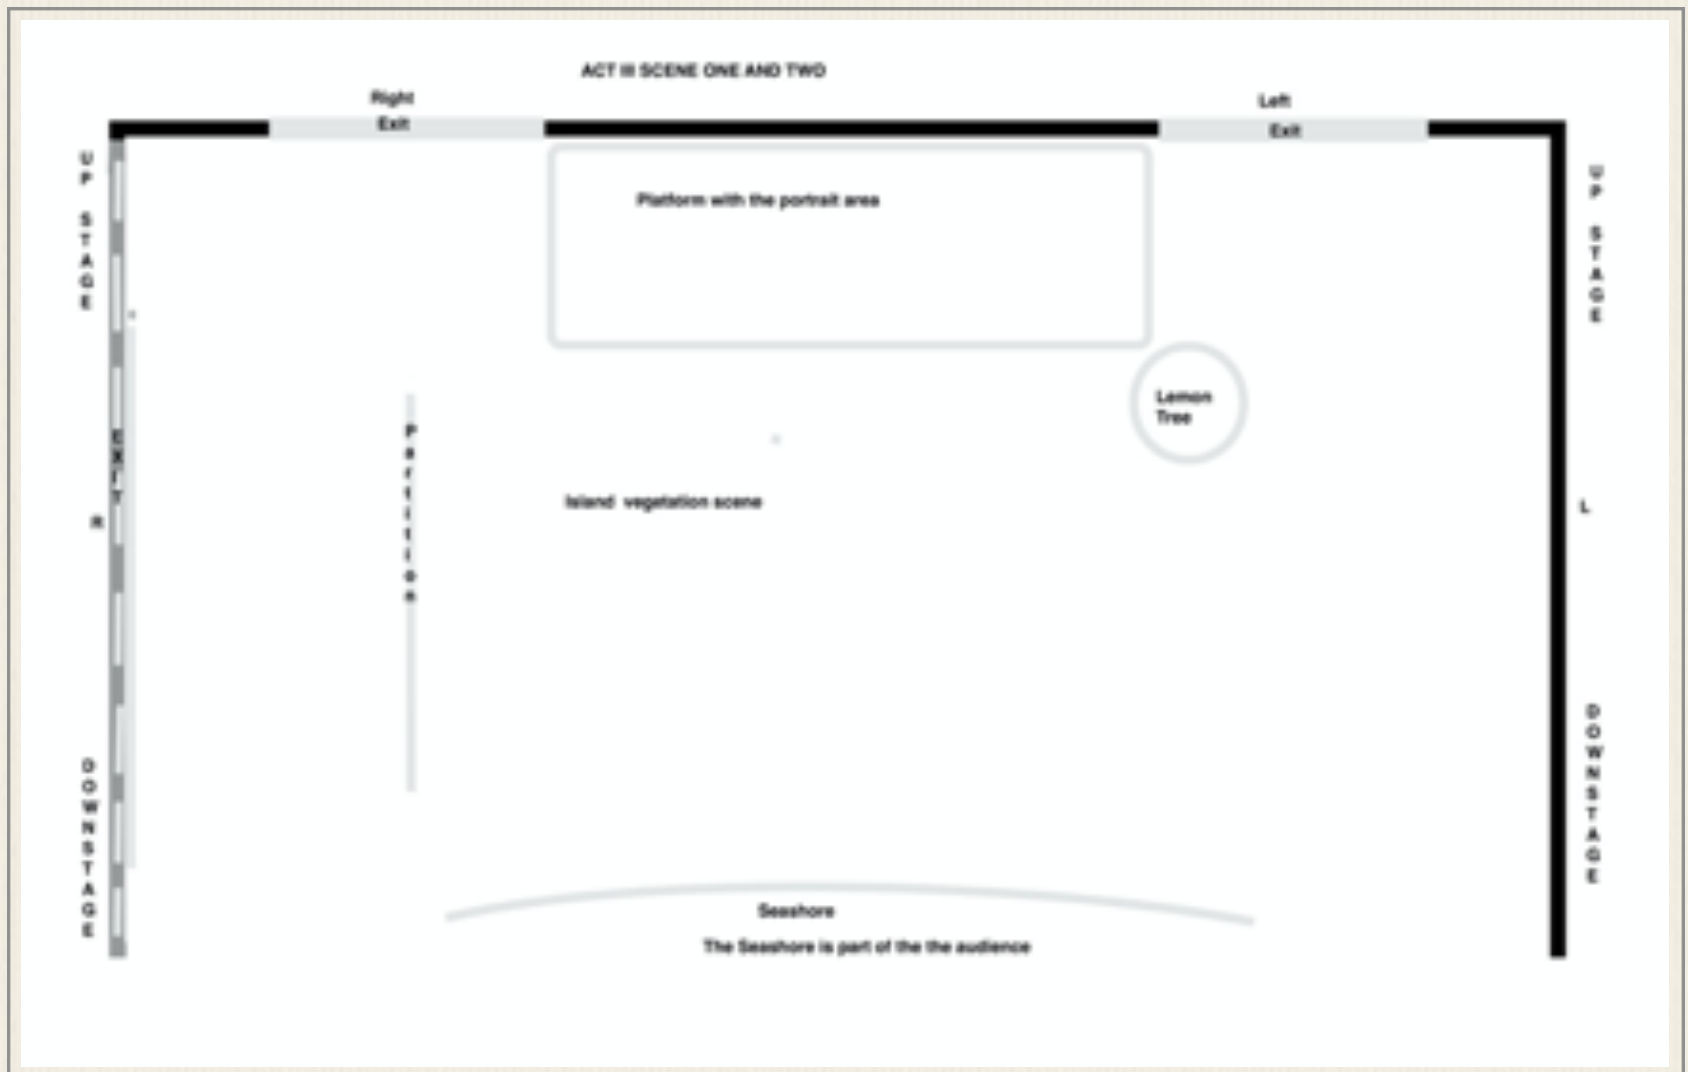 ACT III SCENE ONE AND TWO
Right
Left
Exit
Exit
UP STAGE
UP STAGE
Platform with the portrait area
Lemon
Tree
EXIT
Partition
Island vegetation scene
R
L
DOWNSTAGE
DOWNSTAGE
Seashore
The Seashore is part of the the audience